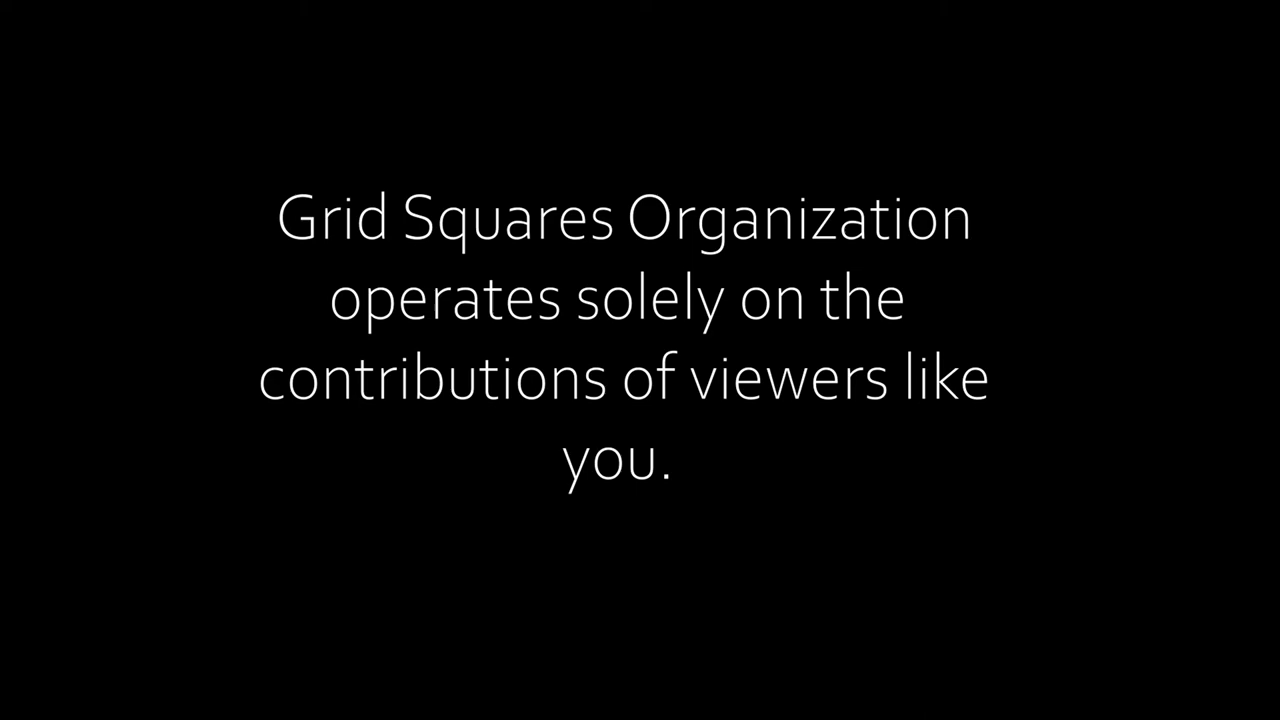 Grid Squares Organization
operates solely on the
contributions of viewers like
you.